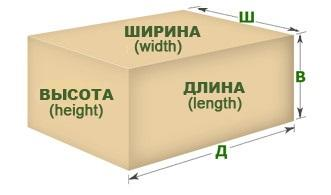 Ш
ШИРИНА
(width)
В
ВЫСОТА
(height)
ДЛИНА
(length)
Д